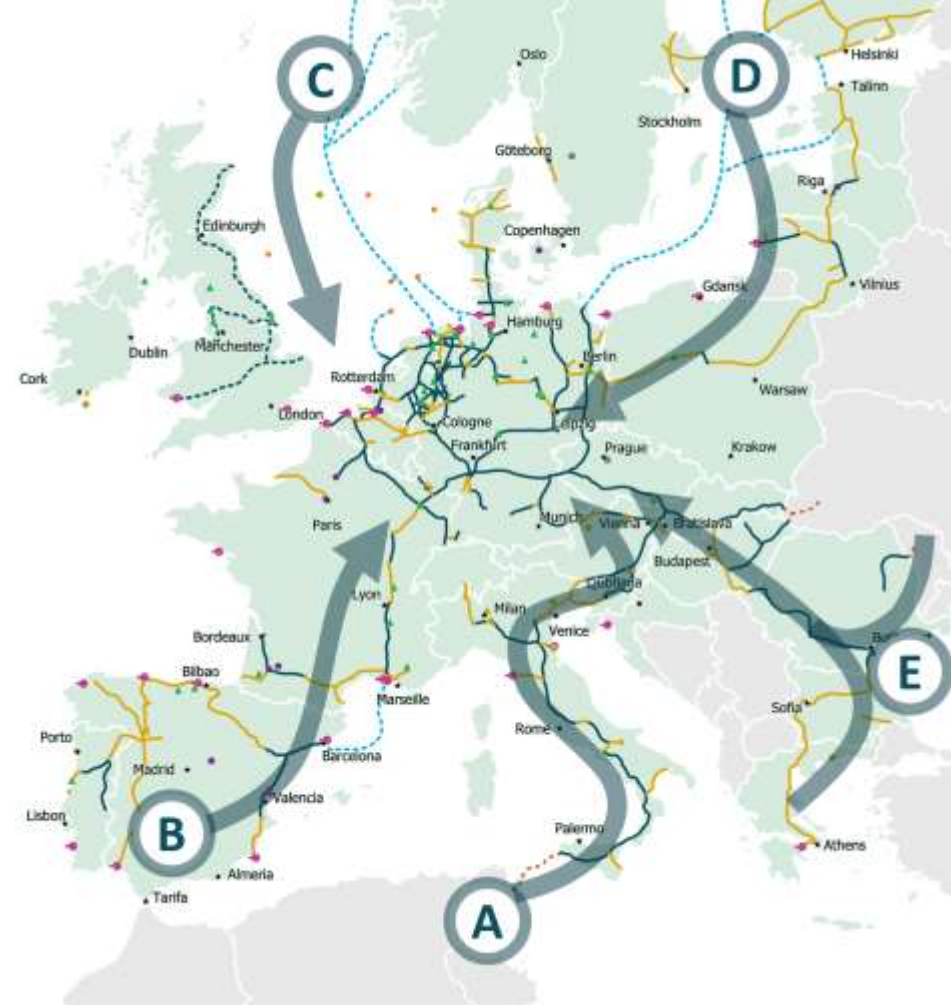 C
D
Oslo
Helsinki
Talinn
Stockholm
Göteborg
Riga
Edinburgh
Copenhagen
Gdansk
Vilnius
Hamburg
Dublin
Manchester
Berlin
Cork
Rotterdam
Warsaw
London
Cologne
Leipzig
Frankfurt
Prague
Krakow
Paris
Munich
Vienna
Bratislava
Budapest
Ljubljana
Lyon
Milan
Venice
Bordeaux
E
Bilbao
Marseille
Sofia
Porto
Rome
Barcelona
Madrid
Valencia
Lisbon
B
Palermo
Athens
Almeria
Tarifa
A